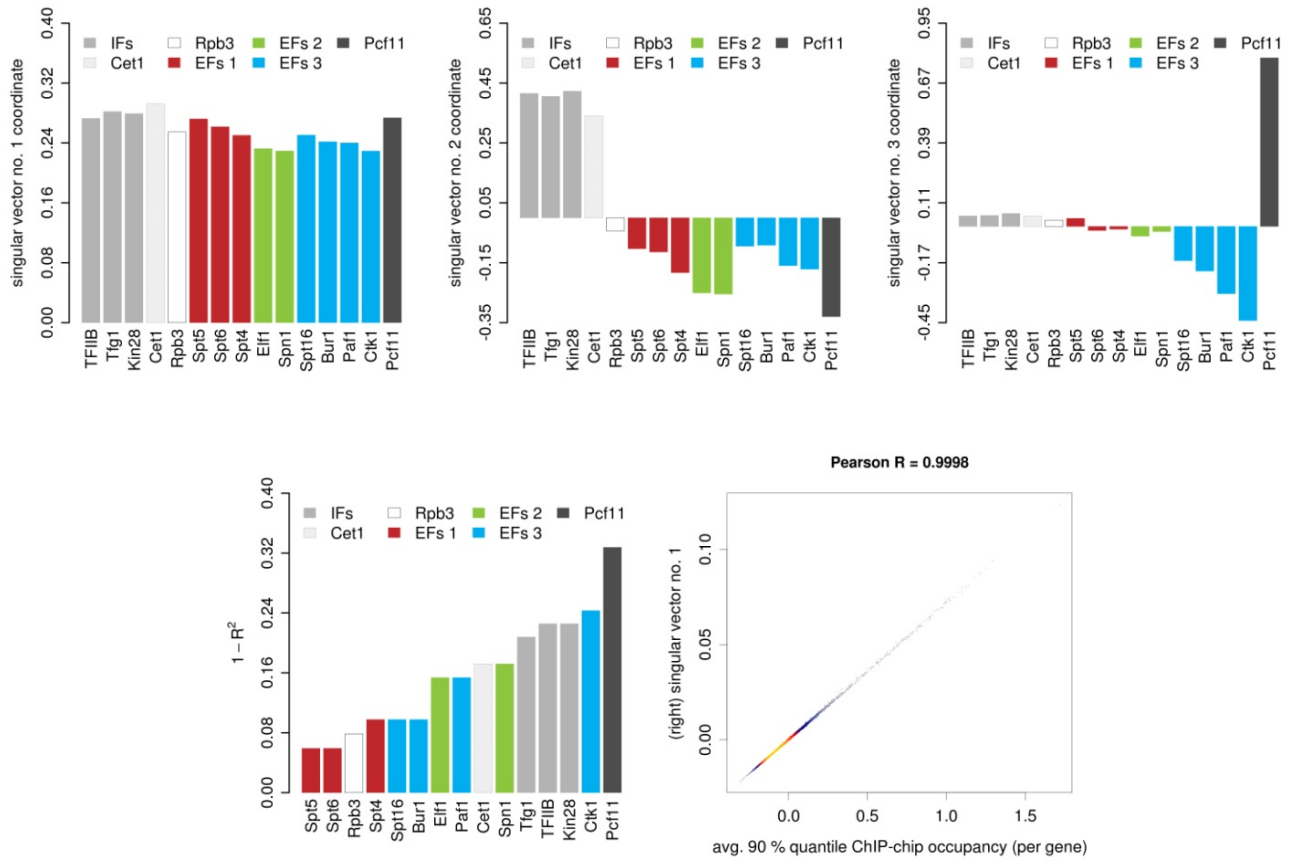 singular vector no. 1 coordinate
0.00 0.08 0.16 0.24 0.32 0.40
IFs Rpb3 EFs 2 Pcf11
Cet1 EFs 1 EFs 3
TFIIB Tfg1 Kin28 Cet1 Rpb3 Spt5 Spt6 Spt4 Elf1 Spn1 Spt16 Bur1 Paf1 Ctk1 Pcf11
singular vector no. 2 coordinate
-0.35 -0.15 0.05 0.25 0.45 0.65
IFs Rpb3 EFs 2 Pcf11
Cet1 EFs 1 EFs 3
TFIIB Tfg1 Kin28 Cet1 Rpb3 Spt5 Spt6 Spt4 Elf1 Spn1 Spt16 Bur1 Paf1 Ctk1 Pcf11
singular vector no. 3 coordinate
-0.45 -0.17 0.11 0.39 0.67 0.95
IFs Rpb3 EFs 2 Pcf11
Cet1 EFs 1 EFs 3
TFIIB Tfg1 Kin28 Cet1 Rpb3 Spt5 Spt6 Spt4 Elf1 Spn1 Spt16 Bur1 Paf1 Ctk1 Pcf11
1 − R²
0.00 0.08 0.16 0.24 0.32 0.40
IFs Rpb3 EFs 2 Pcf11
Cet1 EFs 1 EFs 3
Spt5 Spt6 Rpb3 Spt4 Spt16 Bur1 Elf1 Paf1 Cet1 Spn1 Tfg1 TFIIB Kin28 Ctk1 Pcf11
Pearson R = 0.9998
(right) singular vector no. 1
0.00 0.05 0.10
0.0 0.5 1.0 1.5
avg. 90 % quantile ChIP-chip occupancy (per gene)